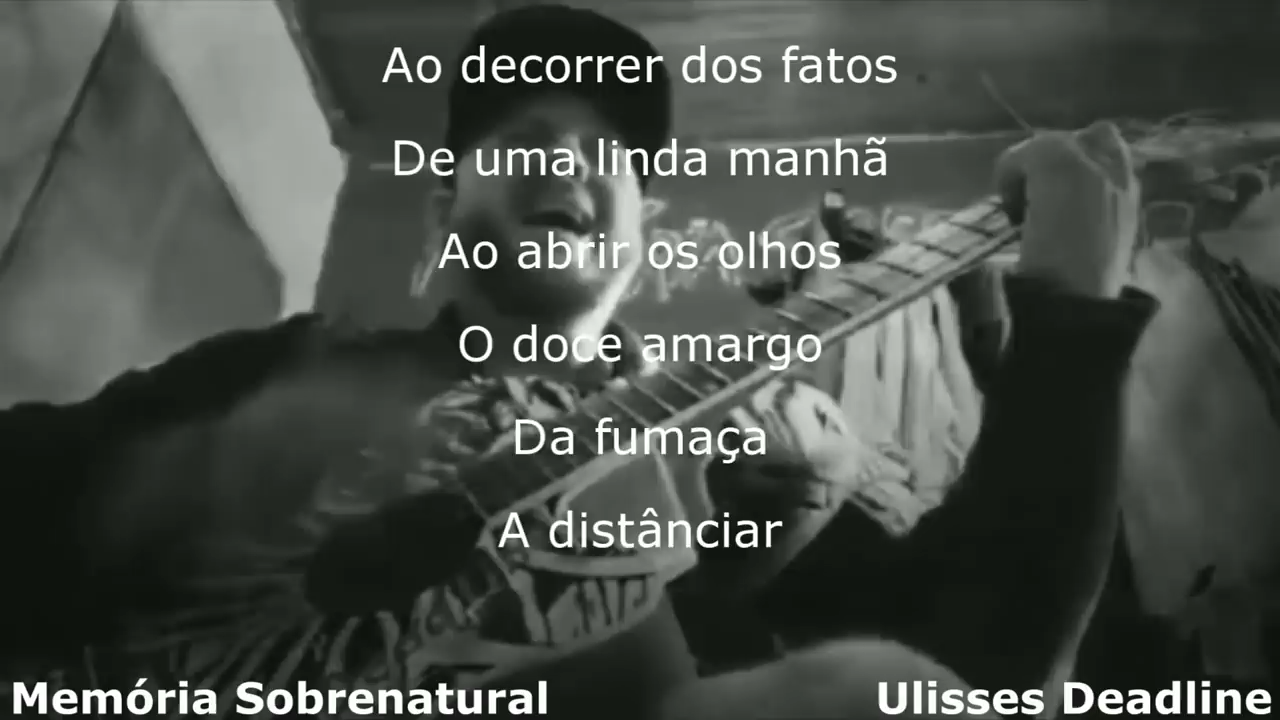 Ao decorrer dos fatos
De uma linda manhã
Ao abrir os olhos
O doce amargo
Da fumaça
A distânciar
Memória Sobrenatural
Ulisses Deadline